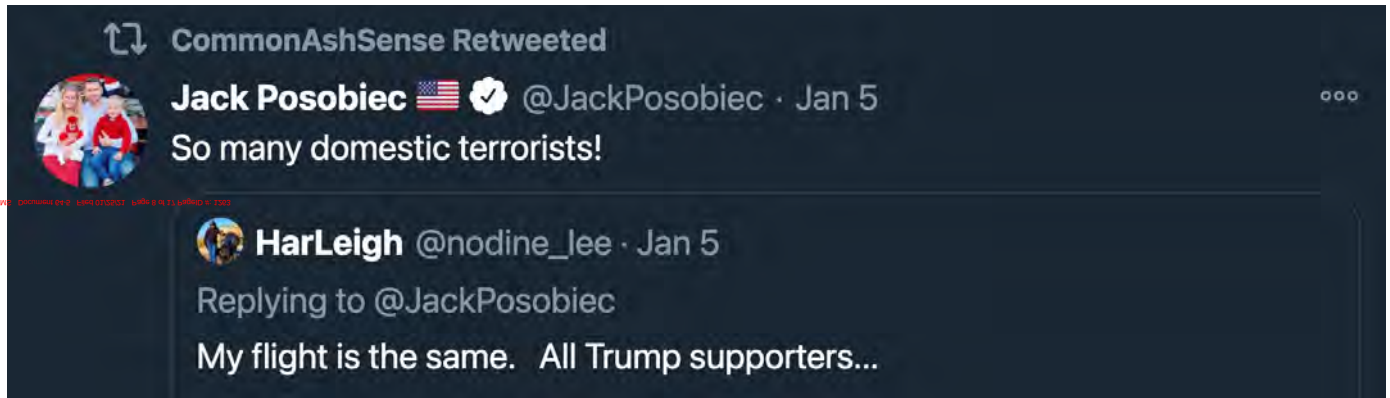 CommonAshSense Retweeted
Jack Posobiec 🇺🇸 @JackPosobiec · Jan 5
So many domestic terrorists!
HarLeigh @nodine_lee · Jan 5
Replying to @JackPosobiec
My flight is the same. All Trump supporters...